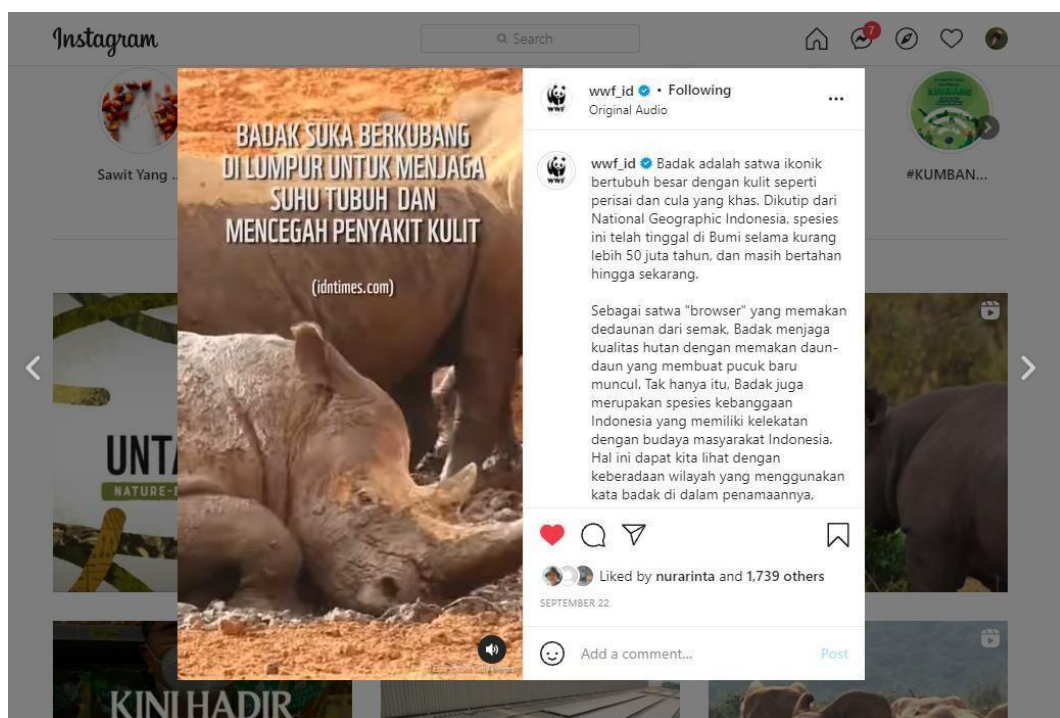 Instagram
Search
7
Sawit Yang ...
#KUMBAN...
BADAK SUKA BERKUBANG
DI LUMPUR UNTUK MENJAGA
SUHU TUBUH DAN
MENCEGAH PENYAKIT KULIT
(idntimes.com)
UNT
NATURE-
KINI HADIR
WWF
wwf_id • Following
Original Audio
WWF
wwf_id Badak adalah satwa ikonik
bertubuh besar dengan kulit seperti
perisai dan cula yang khas. Dikutip dari
National Geographic Indonesia, spesies
ini telah tinggal di Bumi selama kurang
lebih 50 juta tahun, dan masih bertahan
hingga sekarang.
Sebagai satwa "browser" yang memakan
dedaunan dari semak, Badak menjaga
kualitas hutan dengan memakan daun-
daun yang membuat pucuk baru
muncul. Tak hanya itu, Badak juga
merupakan spesies kebanggaan
Indonesia yang memiliki kelekatan
dengan budaya masyarakat Indonesia.
Hal ini dapat kita lihat dengan
keberadaan wilayah yang menggunakan
kata badak di dalam penamaannya,
Liked by nurarinta and 1,739 others
SEPTEMBER 22
Add a comment...
Post